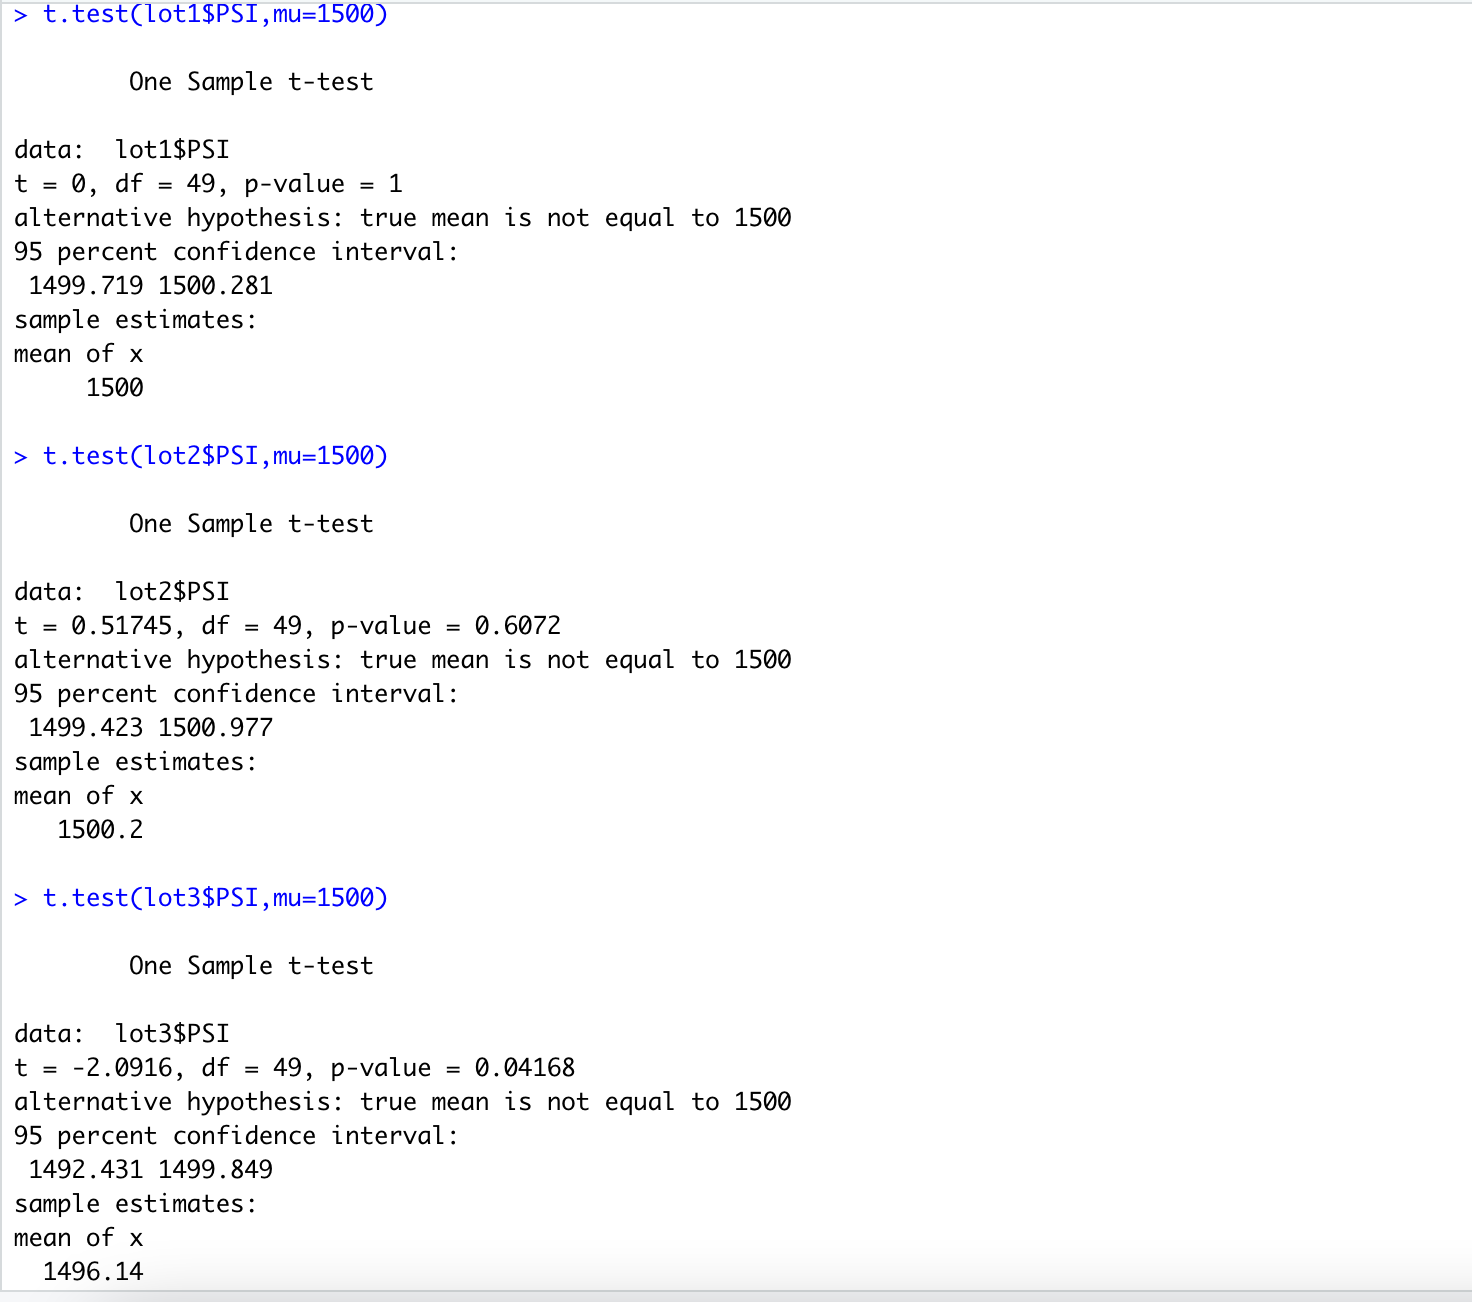 > t.test(lot1$PSI,mu=1500)
One Sample t-test
data:  lot1$PSI
t = 0, df = 49, p-value = 1
alternative hypothesis: true mean is not equal to 1500
95 percent confidence interval:
 1499.719 1500.281
sample estimates:
mean of x
1500
> t.test(lot2$PSI,mu=1500)
One Sample t-test
data:  lot2$PSI
t = 0.51745, df = 49, p-value = 0.6072
alternative hypothesis: true mean is not equal to 1500
95 percent confidence interval:
 1499.423 1500.977
sample estimates:
mean of x
1500.2
> t.test(lot3$PSI,mu=1500)
One Sample t-test
data:  lot3$PSI
t = -2.0916, df = 49, p-value = 0.04168
alternative hypothesis: true mean is not equal to 1500
95 percent confidence interval:
 1492.431 1499.849
sample estimates:
mean of x
1496.14